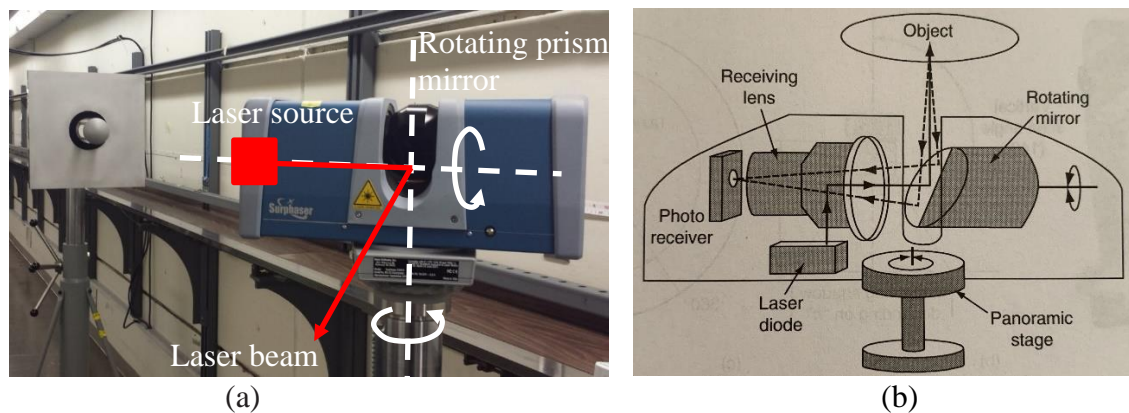 Rotating prism
mirror
Laser source
Surphaser
Laser beam
(a)
Object
Receiving
lens
Rotating
mirror
Photo
receiver
Laser
diode
Panoramic
stage
(b)